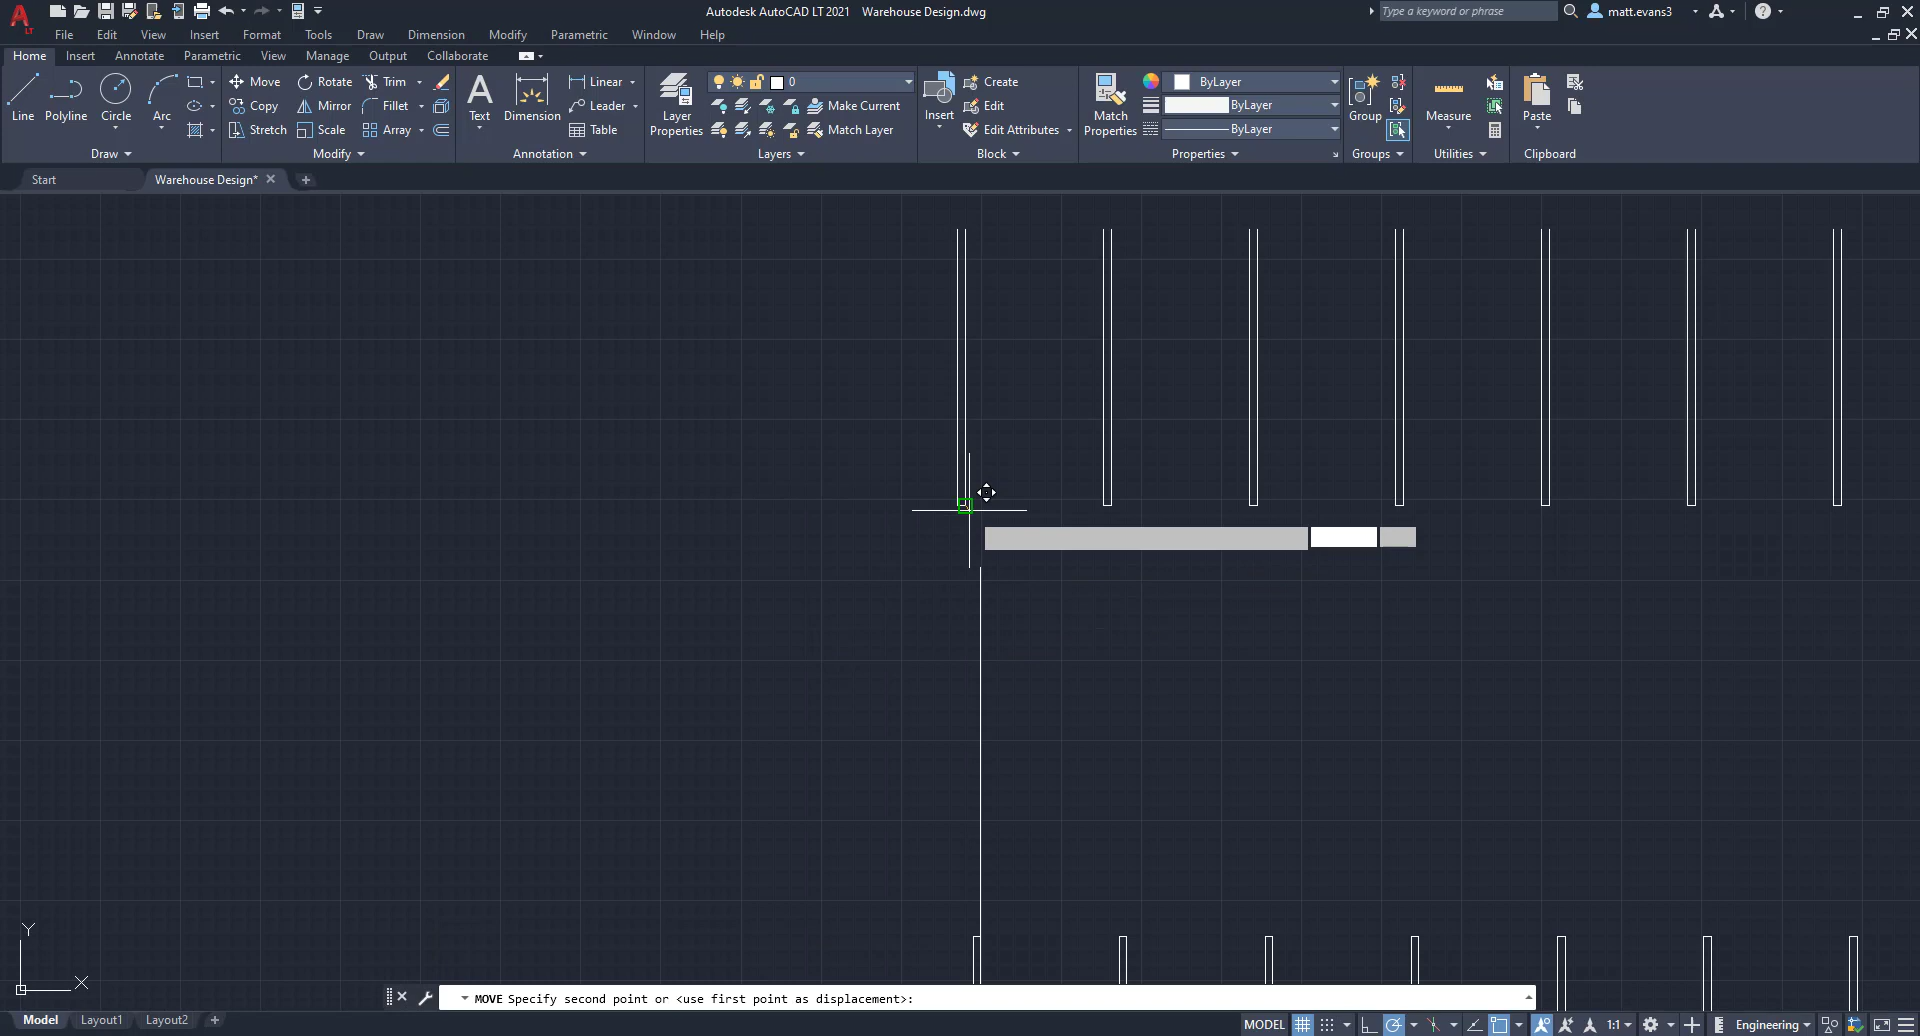 Autodesk AutoCAD LT 2021 Warehouse Design.dwg
Type a keyword or phrase
matt.evans3
LT
File Edit View Insert Format Tools Draw Dimension Modify Parametric Window Help
Home Insert Annotate Parametric View Manage Output Collaborate
Line Polyline Circle Arc
Move Rotate Trim
Copy Mirror Fillet
Stretch Scale Array
Text Dimension
Linear
Leader
Table
Layer Properties
0
Make Current
Match Layer
Insert
Create
Edit
Edit Attributes
Match Properties
ByLayer
ByLayer
ByLayer
Group
Measure
Paste
Draw Modify Annotation Layers Block Properties Groups Utilities Clipboard
Start Warehouse Design*
Y
X
MOVE Specify second point or <use first point as displacement>:
Model Layout1 Layout2
MODEL 1:1 Engineering